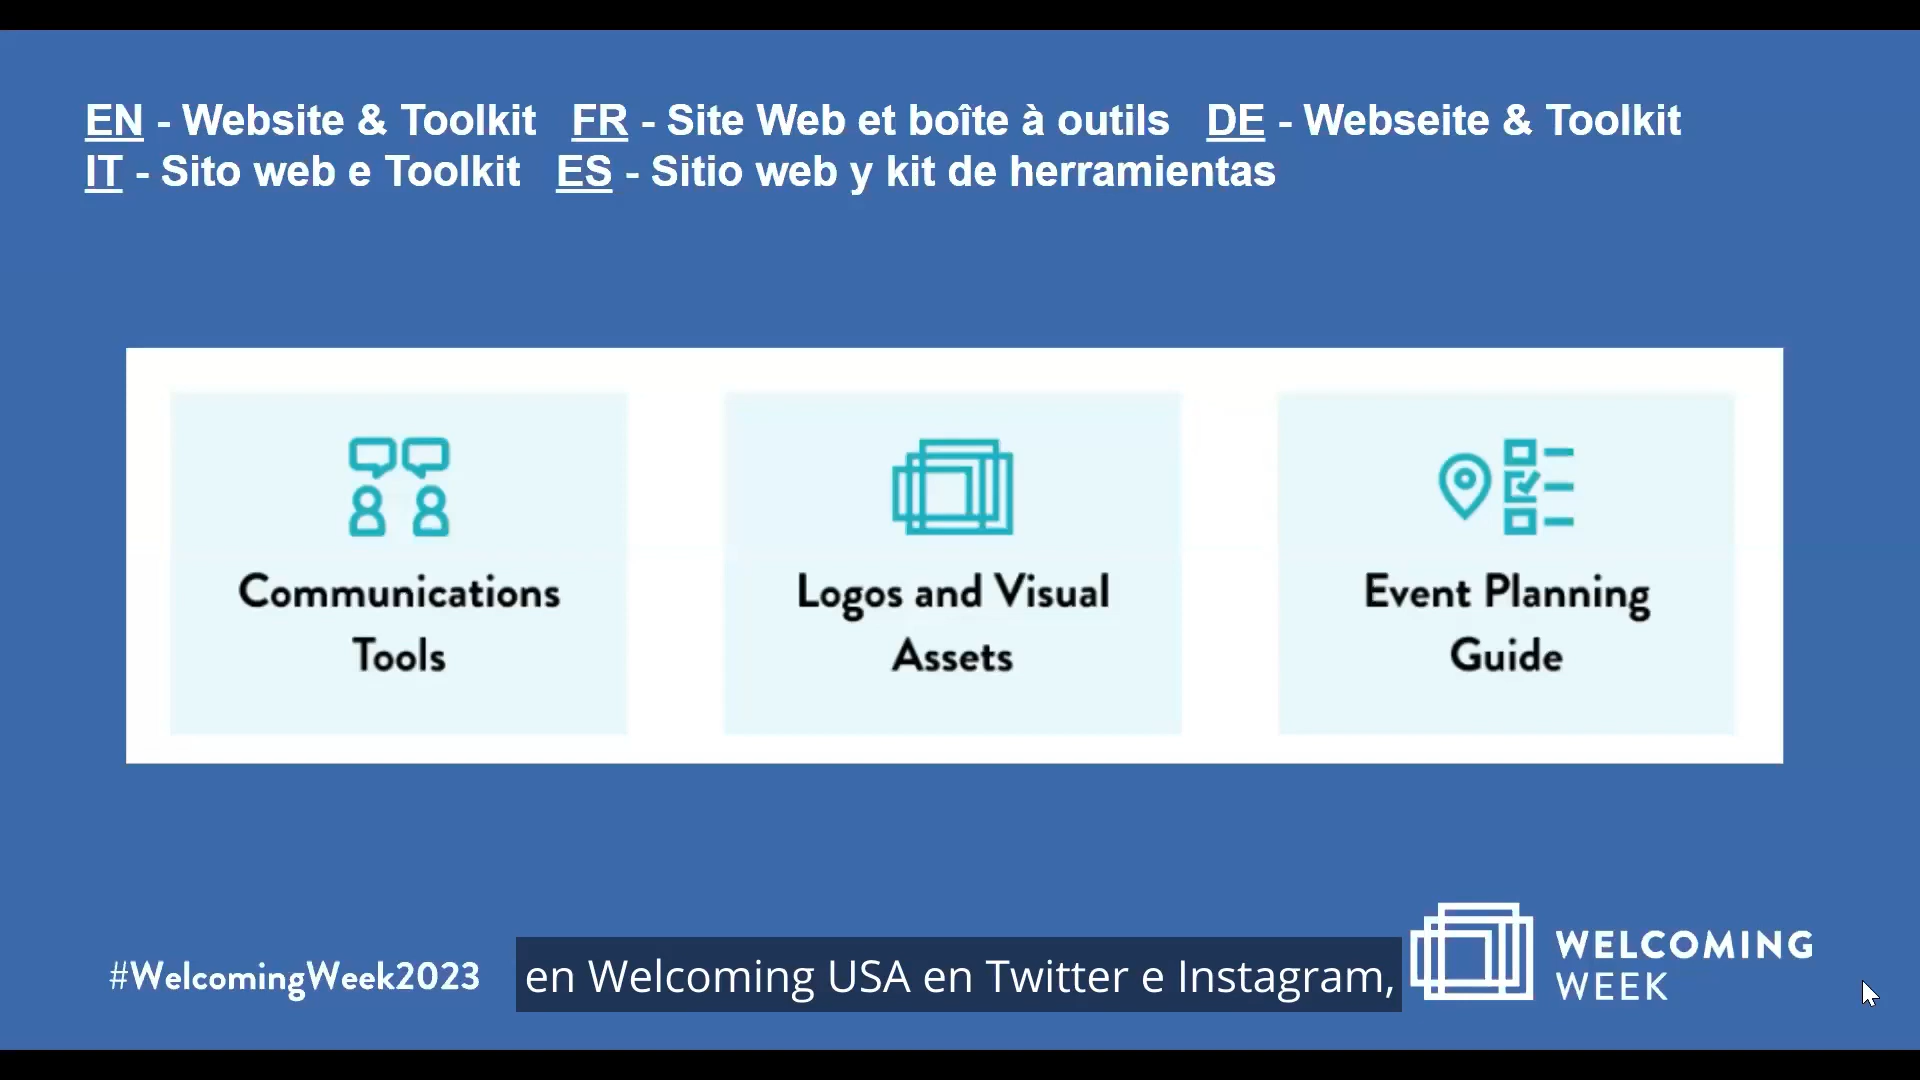 EN - Website & Toolkit FR - Site Web et boîte à outils DE - Webseite & Toolkit
IT - Sito web e Toolkit ES - Sitio web y kit de herramientas
Communications
Tools
Logos and Visual
Assets
Event Planning
Guide
#WelcomingWeek2023
en Welcoming USA en Twitter e Instagram,
WELCOMING
WEEK